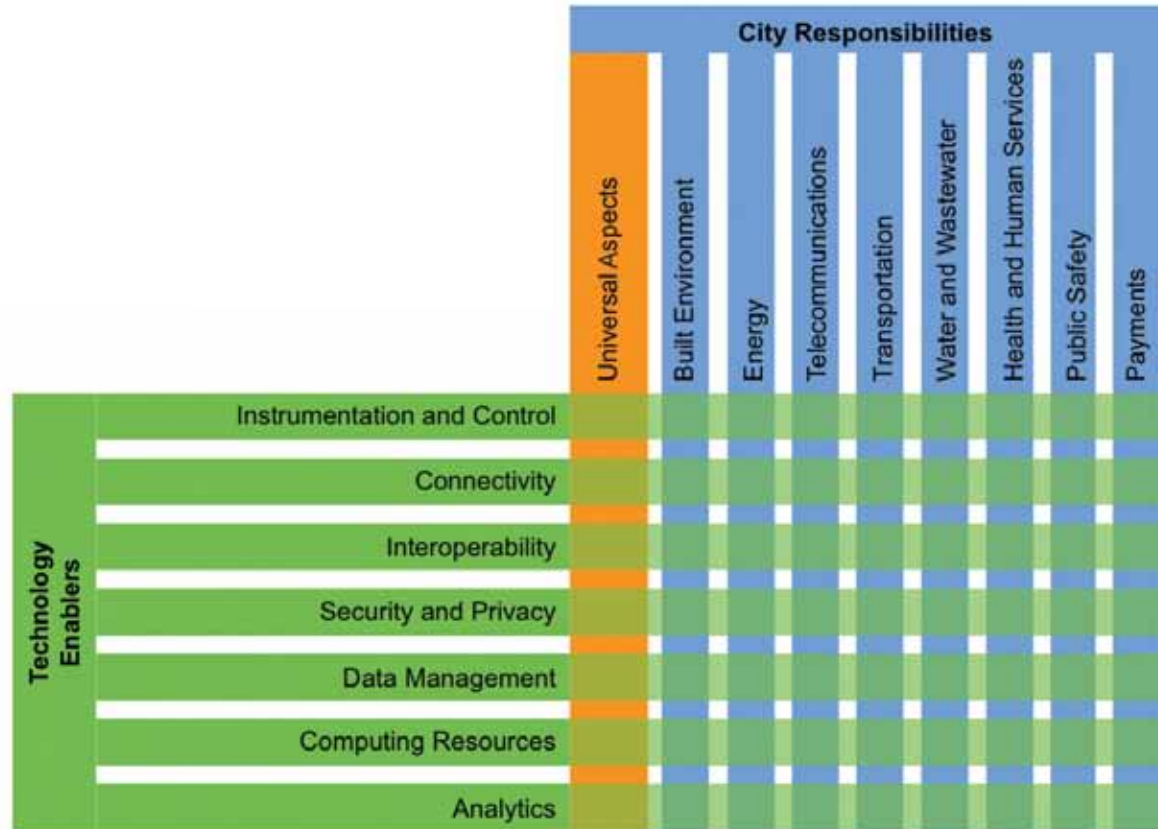 City Responsibilities
Universal Aspects
Built Environment
Energy
Telecommunications
Transportation
Water and Wastewater
Health and Human Services
Public Safety
Payments
Technology
Enablers
Instrumentation and Control
Connectivity
Interoperability
Security and Privacy
Data Management
Computing Resources
Analytics